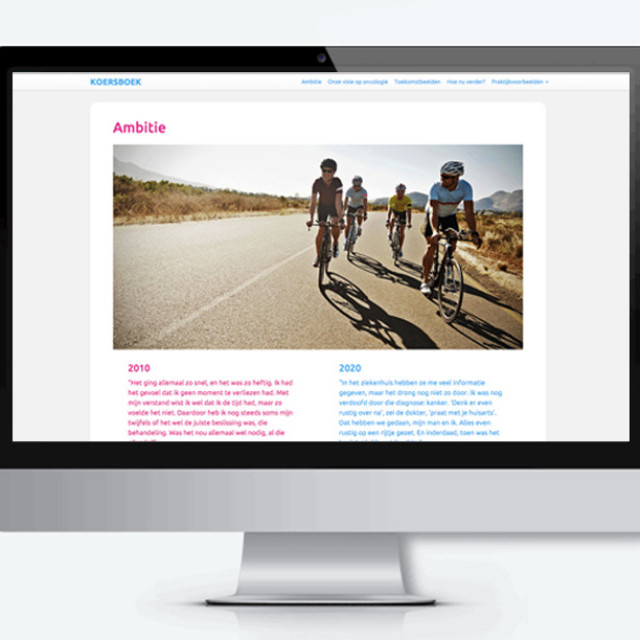 KOERSBOEK
Ambitie Onze visie op oncologie Toekomstbeelden Hoe nu verder? Praktijkvoorbeelden
Ambitie
2010
"Het ging allemaal zo snel, en het was zo heftig. Ik had
het gevoel dat ik geen moment te verliezen had. Met
mijn verstand wist ik wel dat ik de tijd had, maar zo
voelde het niet. Daardoor heb ik nog steeds soms mijn
twijfels of het wel de juiste beslissing was, die
behandeling. Was het nou allemaal wel nodig, al die
2020
"In het ziekenhuis hebben ze me veel informatie
gegeven, maar het drong nog niet zo door. Ik was nog
verdoofd door die diagnose: kanker. 'Denk er even
rustig over na', zei de dokter, 'praat met je huisarts'.
Dat hebben we gedaan, mijn man en ik. Alles even
rustig op een rijtje gezet. En inderdaad, toen was het